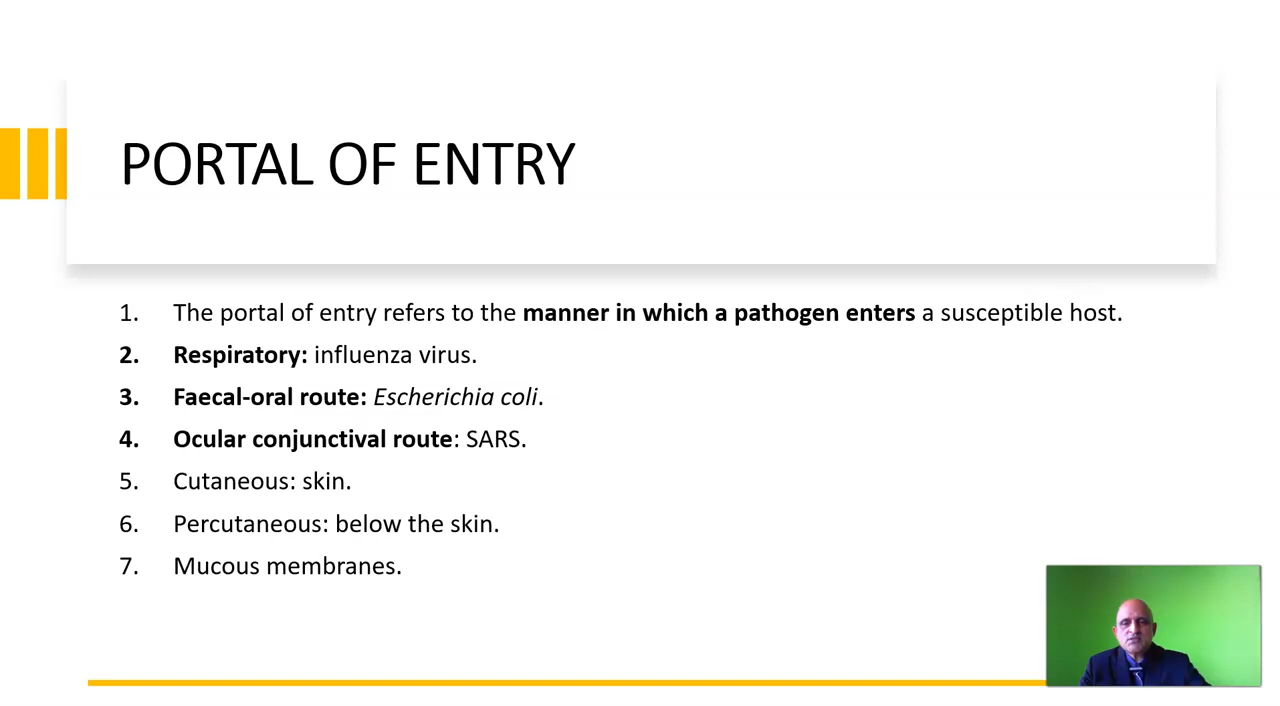 PORTAL OF ENTRY
1. The portal of entry refers to the manner in which a pathogen enters a susceptible host.
2. Respiratory: influenza virus.
3. Faecal-oral route: Escherichia coli.
4. Ocular conjunctival route: SARS.
5. Cutaneous: skin.
6. Percutaneous: below the skin.
7. Mucous membranes.